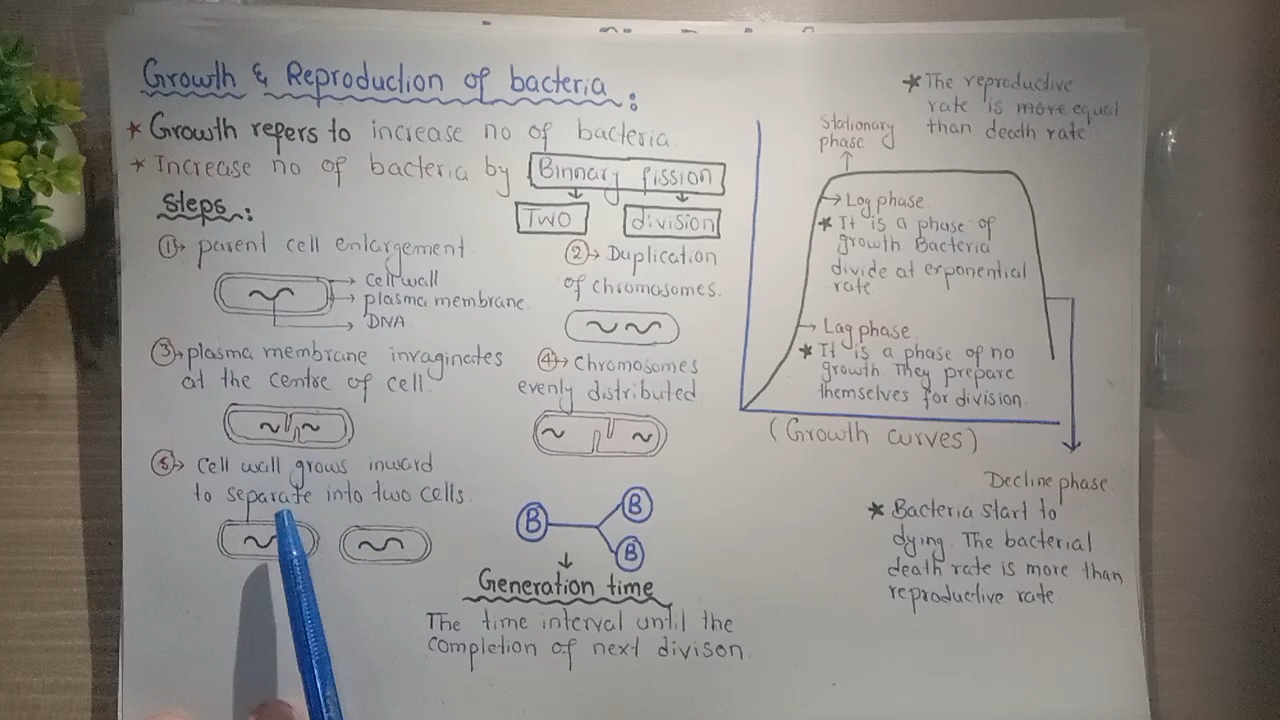 Growth & Reproduction of bacteria:
* Growth refers to increase no of bacteria.
* Increase no of bacteria by Binnary fission
Two division
Steps:
① parent cell enlargement
cell wall
plasma membrane.
DNA
② Duplication
of chromasomes.
③ plasma membrane invaginates
at the centre of cell.
④ chromosomes
evenly distributed
⑤ cell wall grows inward
to separate into two cells.
B
B
B
Generation time
The time interval until the
completion of next divison.
* The reproductive
rate is more equal
than death rate
Stationary
phase
Log phase.
* It is a phase of
growth. Bacteria
divide at exponential
rate
Lag phase.
* It is a phase of no
growth. They prepare
themselves for division.
(Growth curves)
Decline phase.
* Bacteria start to
dying. The bacterial
death rate is more than
reproductive rate.